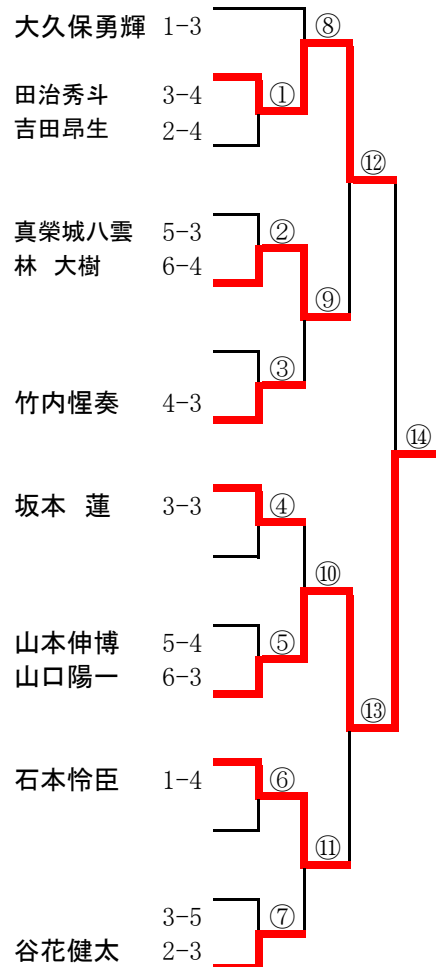 大久保勇輝 1-3
⑧
田治秀斗 3-4
①
吉田昂生 2-4
⑫
真榮城八雲 5-3
②
林 大樹 6-4
⑨
③
竹内惺奏 4-3
⑭
坂本 蓮 3-3
④
⑩
山本伸博 5-4
⑤
山口陽一 6-3
⑬
石本怜臣 1-4
⑥
⑪
3-5
⑦
谷花健太 2-3